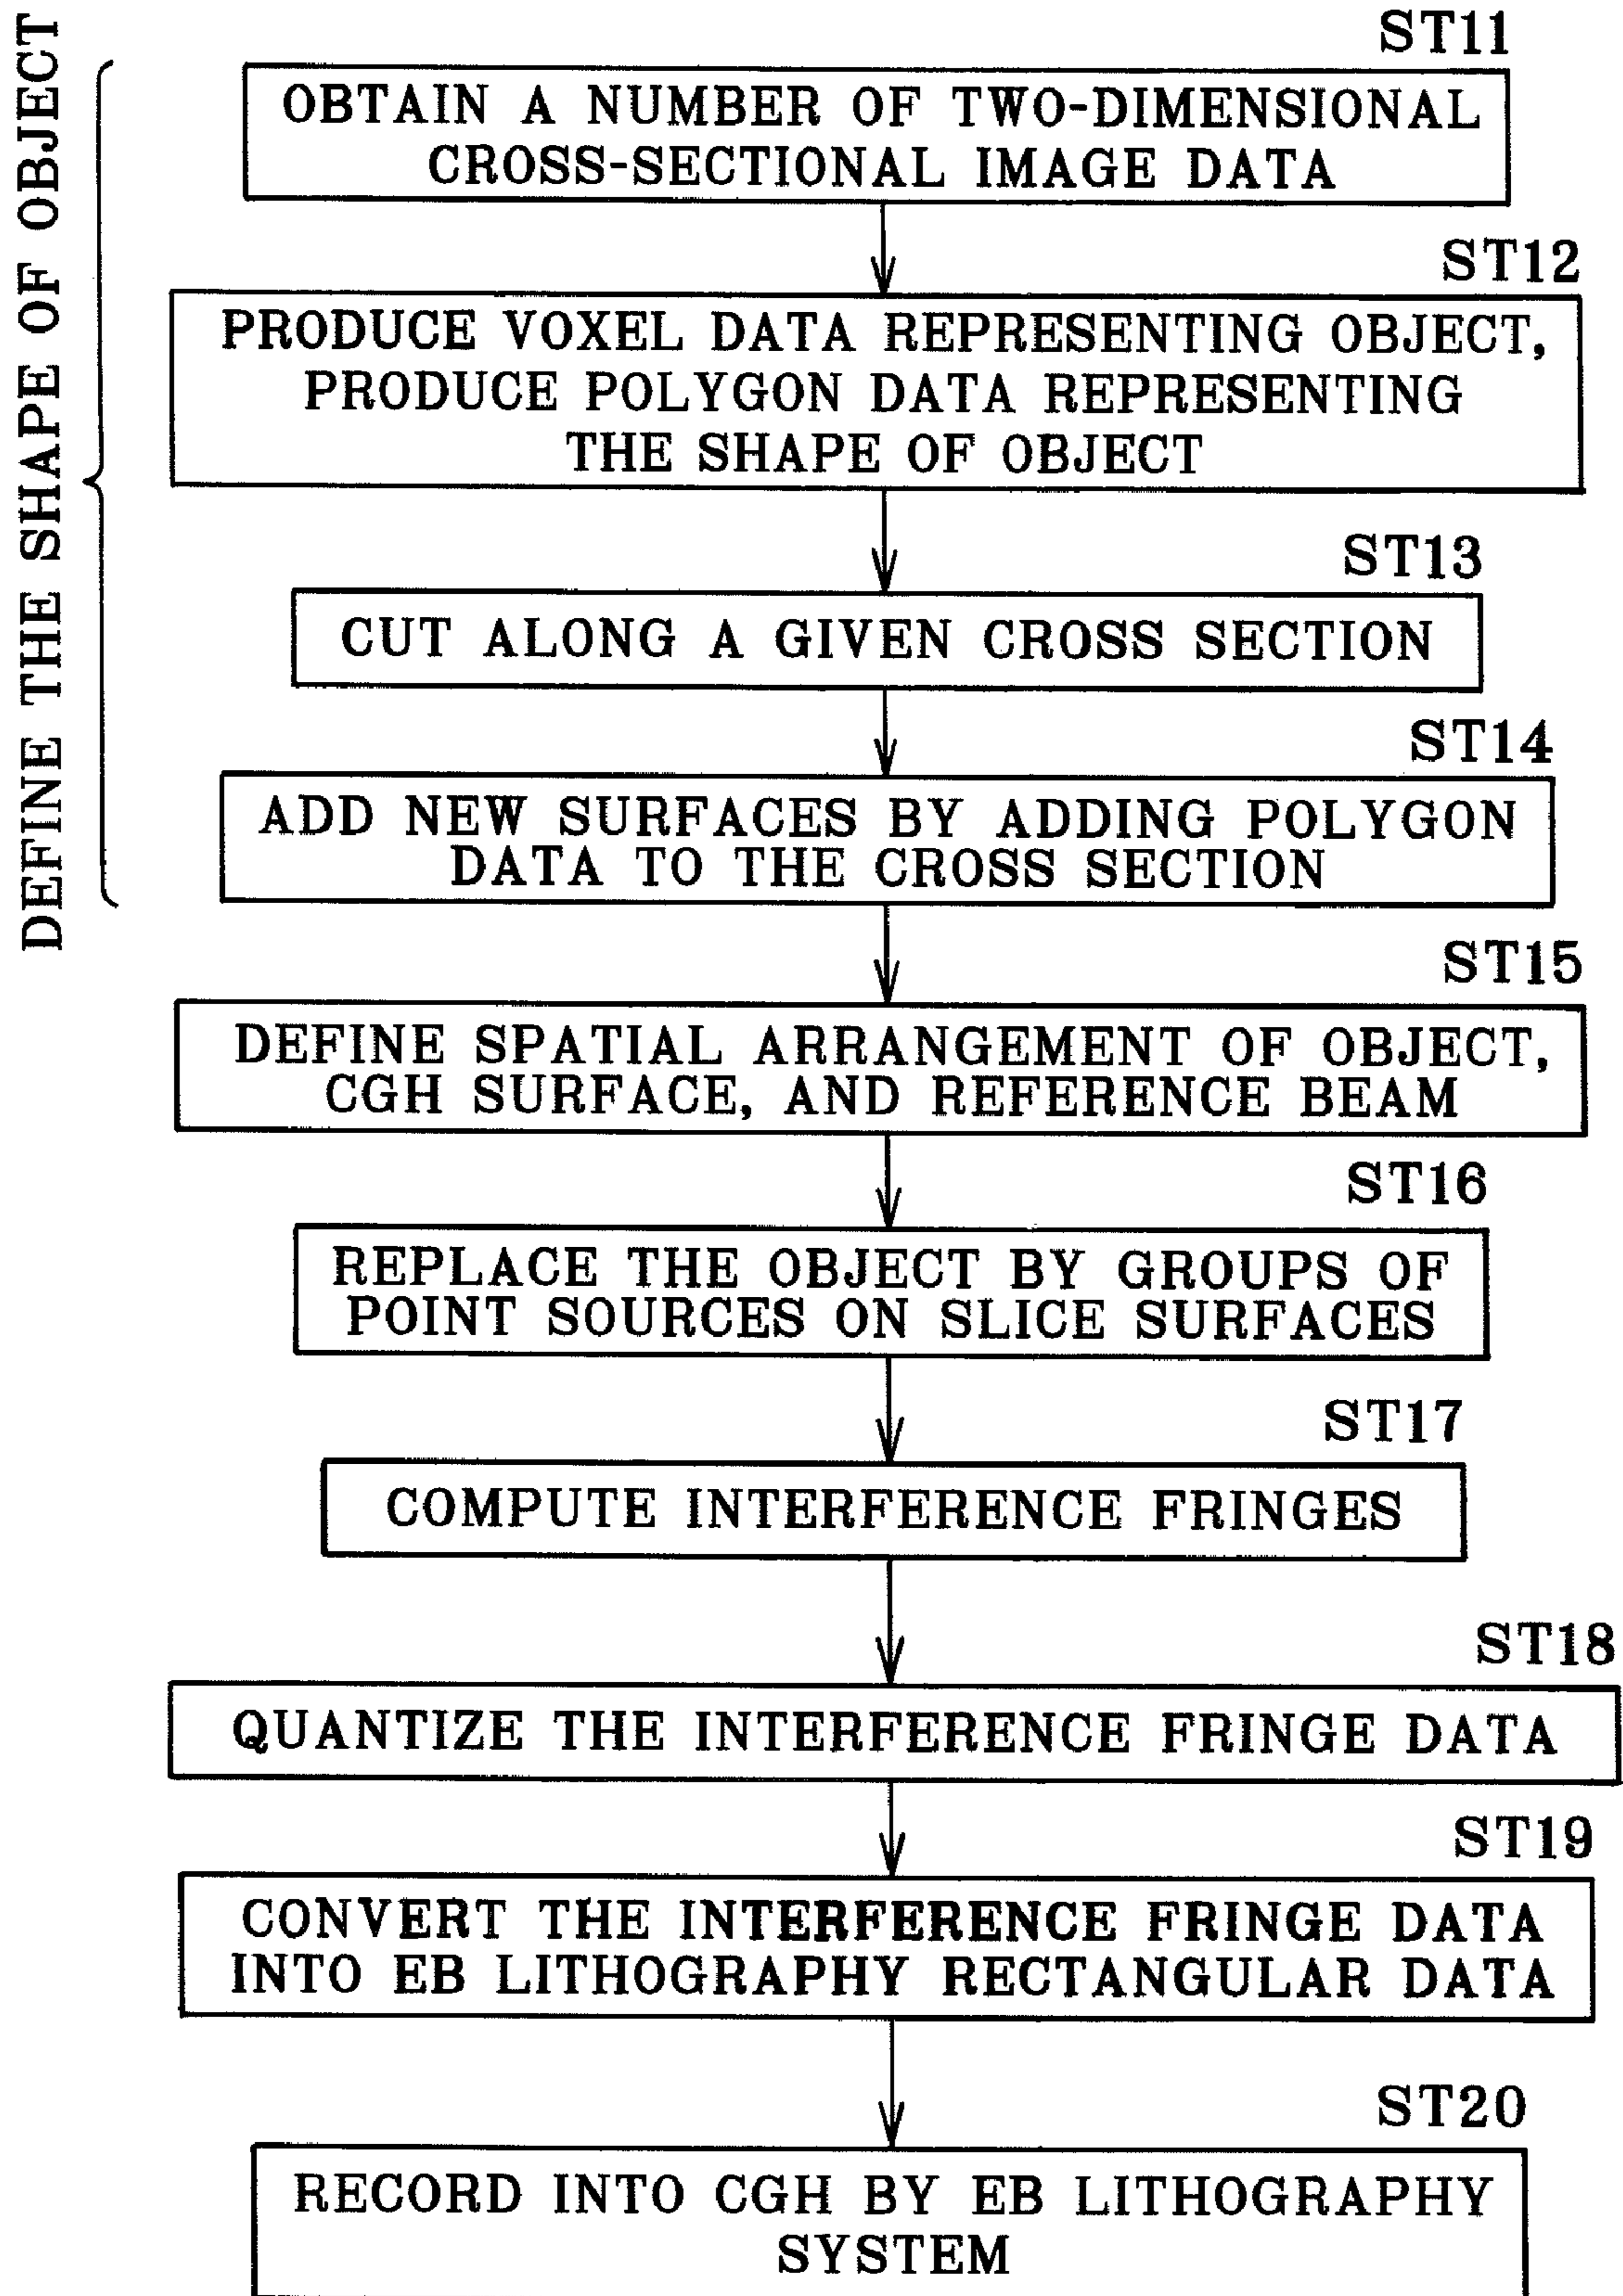 DEFINE THE SHAPE OF OBJECT
ST11
OBTAIN A NUMBER OF TWO-DIMENSIONAL
CROSS-SECTIONAL IMAGE DATA
ST12
PRODUCE VOXEL DATA REPRESENTING OBJECT,
PRODUCE POLYGON DATA REPRESENTING
THE SHAPE OF OBJECT
ST13
CUT ALONG A GIVEN CROSS SECTION
ST14
ADD NEW SURFACES BY ADDING POLYGON
DATA TO THE CROSS SECTION
ST15
DEFINE SPATIAL ARRANGEMENT OF OBJECT,
CGH SURFACE, AND REFERENCE BEAM
ST16
REPLACE THE OBJECT BY GROUPS OF
POINT SOURCES ON SLICE SURFACES
ST17
COMPUTE INTERFERENCE FRINGES
ST18
QUANTIZE THE INTERFERENCE FRINGE DATA
ST19
CONVERT THE INTERFERENCE FRINGE DATA
INTO EB LITHOGRAPHY RECTANGULAR DATA
ST20
RECORD INTO CGH BY EB LITHOGRAPHY
SYSTEM